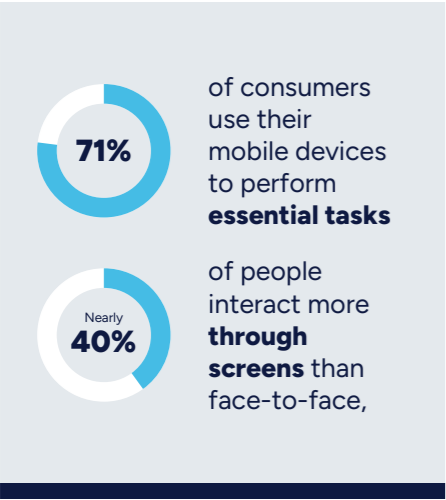 71%
of consumers
use their
mobile devices
to perform
essential tasks
Nearly
40%
of people
interact more
through
screens than
face-to-face,